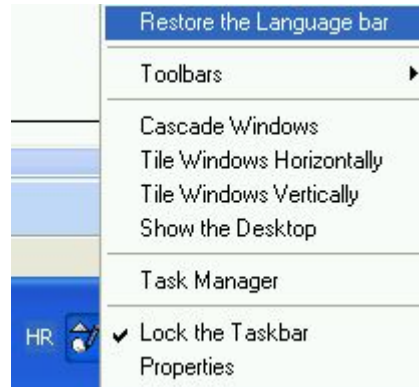 Restore the Language bar
Toolbars
Cascade Windows
Tile Windows Horizontally
Tile Windows Vertically
Show the Desktop
Task Manager
HR
Lock the Taskbar
Properties